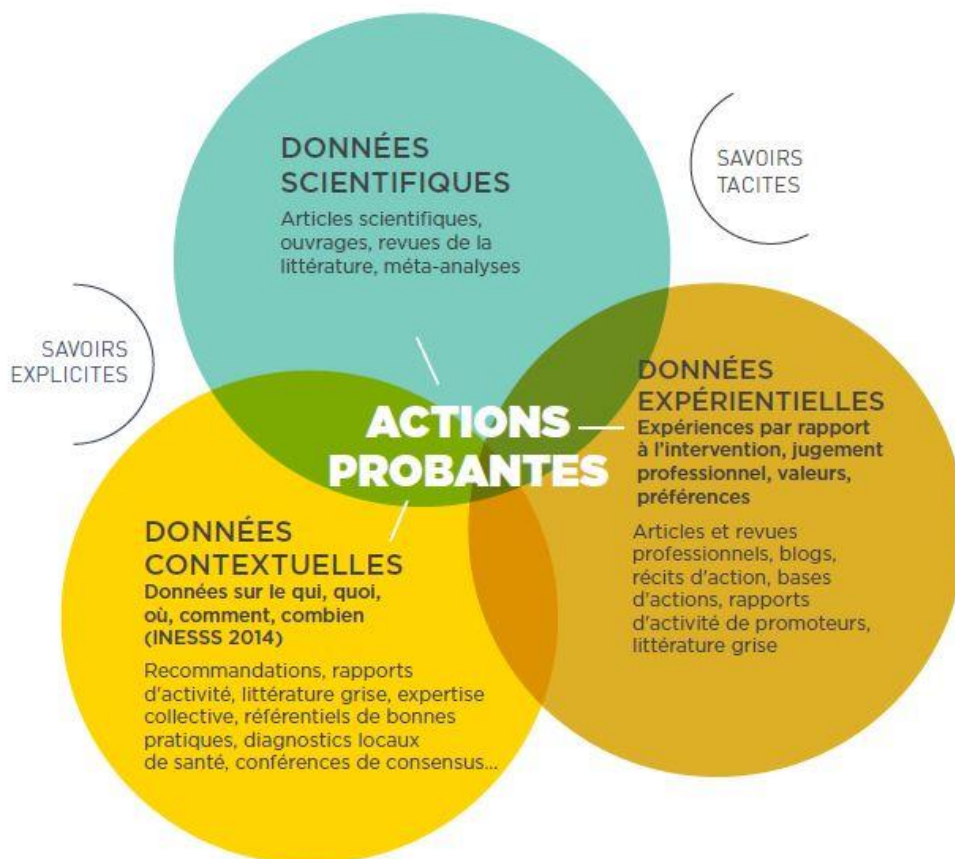 DONNÉES
SCIENTIFIQUES
Articles scientifiques,
ouvrages, revues de la
littérature, méta-analyses
SAVOIRS
TACITES
SAVOIRS
EXPLICITES
ACTIONS
PROBANTES
DONNÉES
EXPÉRIENTIELLES
Expériences par rapport
à l'intervention, jugement
professionnel, valeurs,
préférences
Articles et revues
professionnels, blogs,
récits d'action, bases
d'actions, rapports
d'activité de promoteurs,
littérature grise
DONNÉES
CONTEXTUELLES
Données sur le qui, quoi,
où, comment, combien
(INESSS 2014)
Recommandations, rapports
d'activité, littérature grise, expertise
collective, référentiels de bonnes
pratiques, diagnostics locaux
de santé, conférences de consensus...